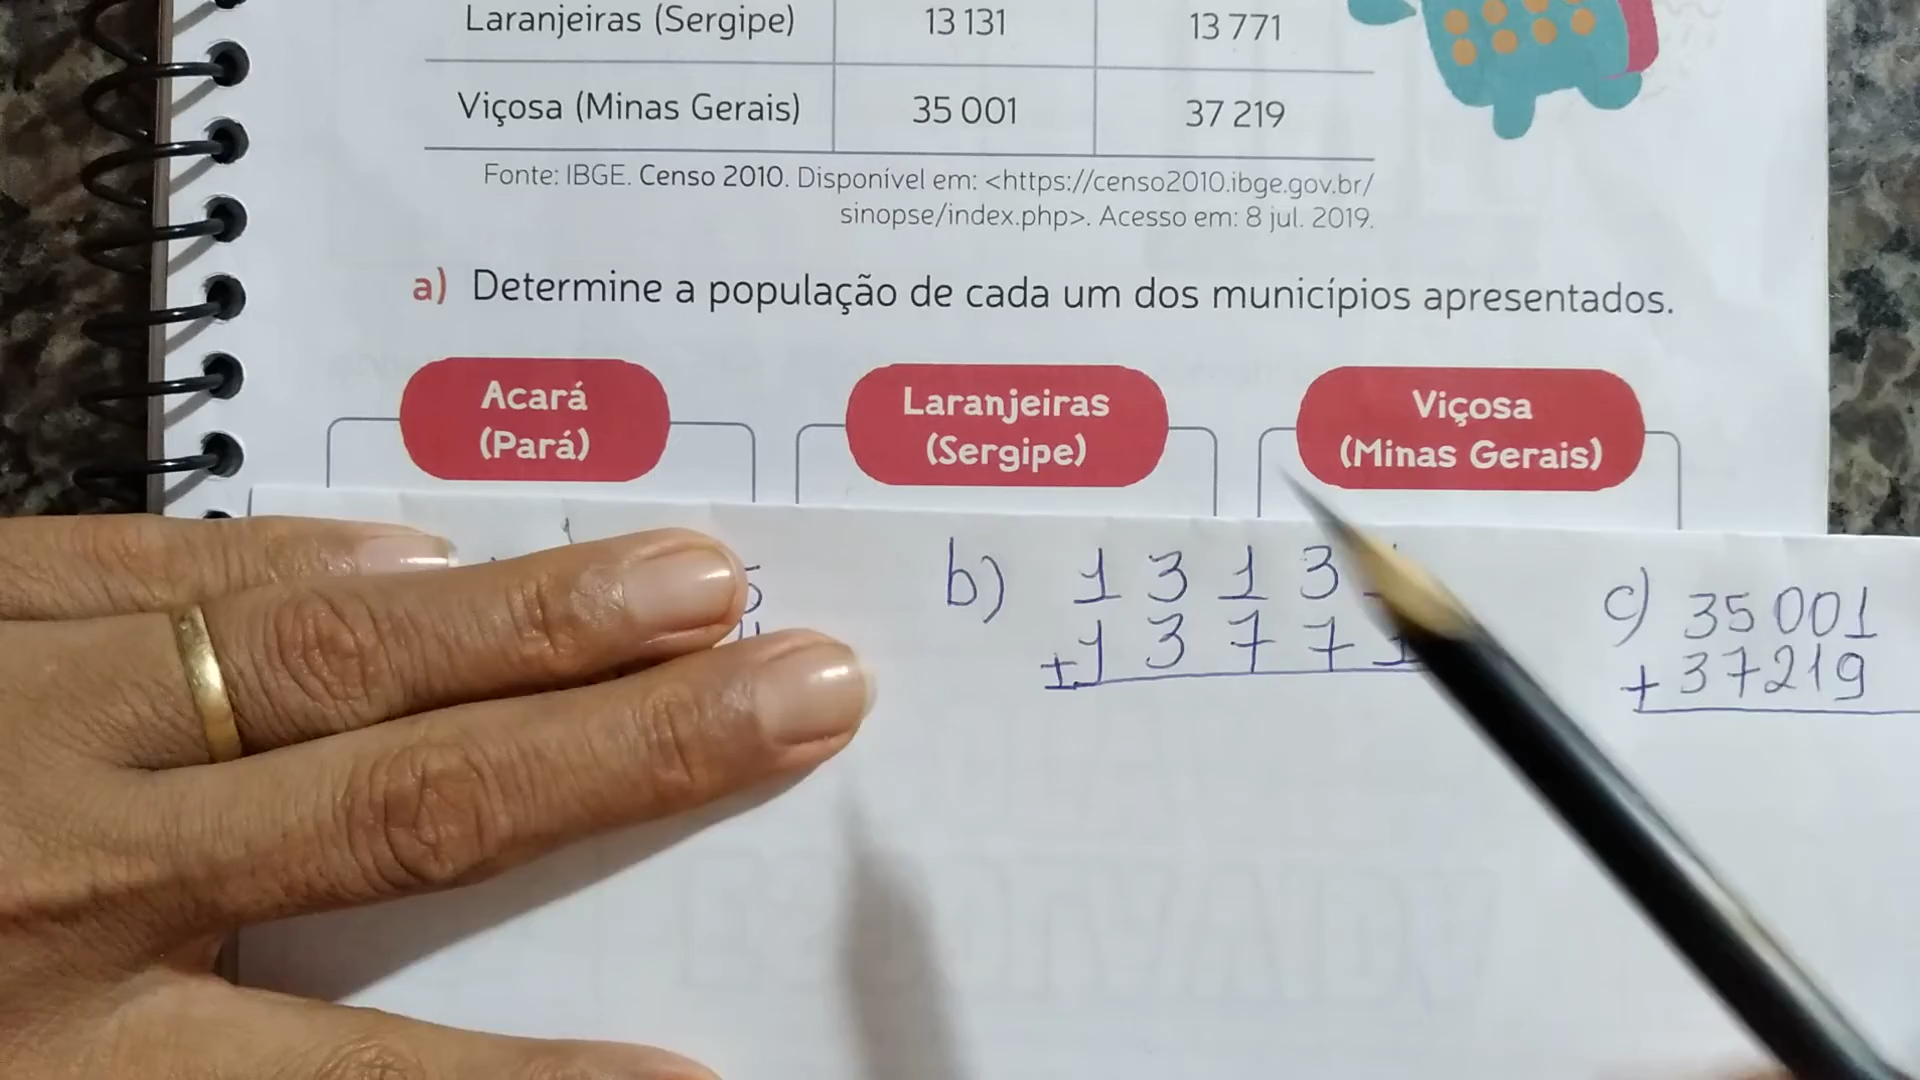 Laranjeiras (Sergipe) 13 131 13 771
Viçosa (Minas Gerais) 35 001 37 219
Fonte: IBGE. Censo 2010. Disponível em: <https://censo2010.ibge.gov.br/
sinopse/index.php>. Acesso em: 8 jul. 2019.
a) Determine a população de cada um dos municípios apresentados.
Acará
(Pará)
Laranjeiras
(Sergipe)
Viçosa
(Minas Gerais)
5
b) 1 3 1 3
+1 3 7 7 1
c) 35 001
+ 37219